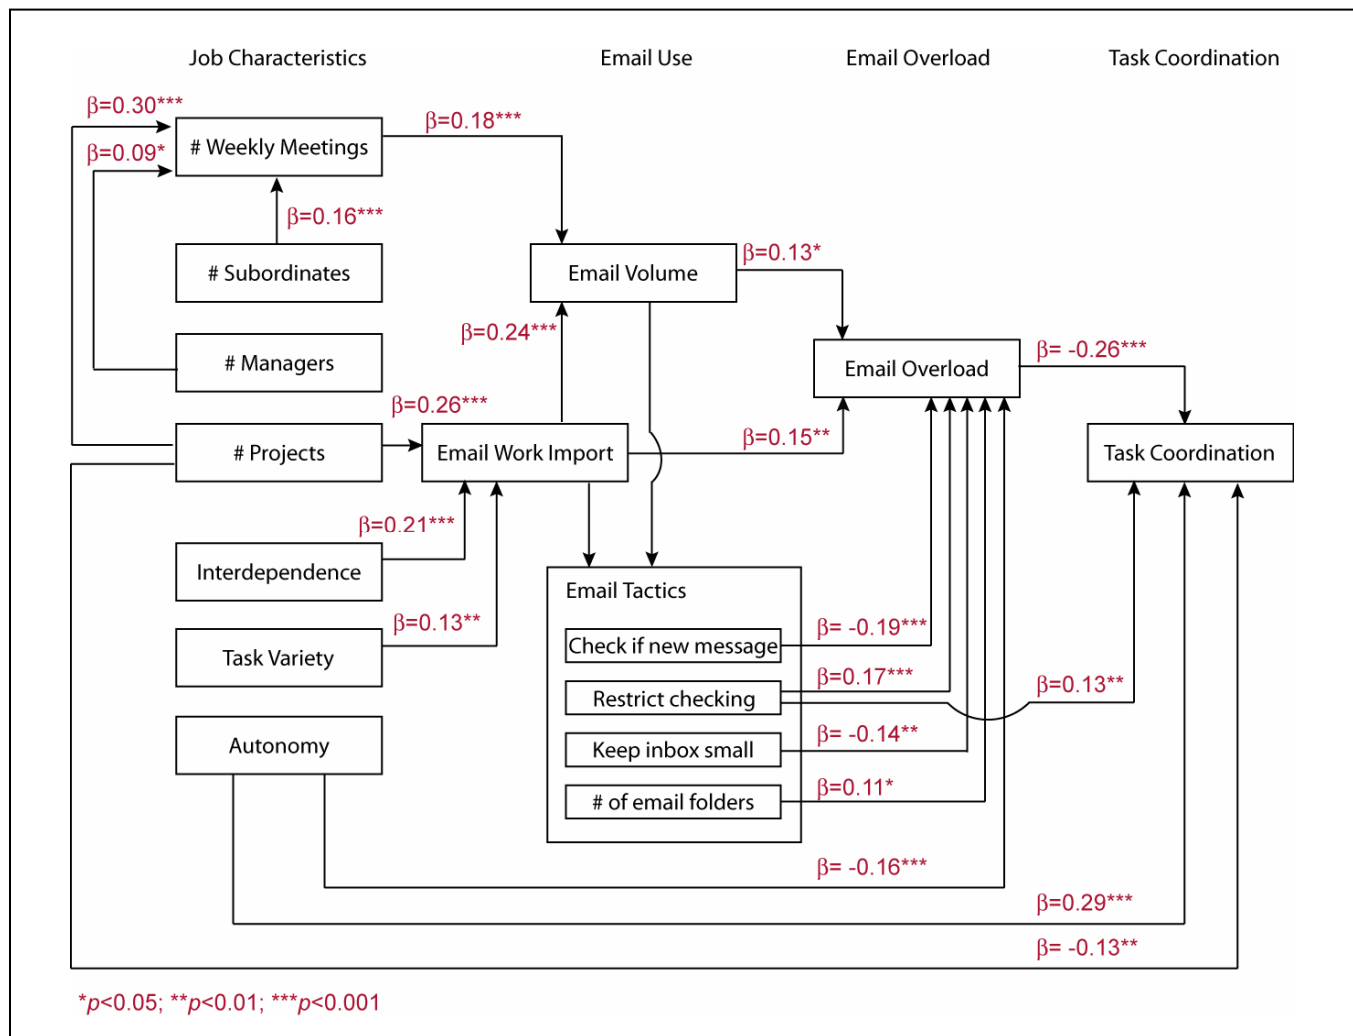 Job Characteristics Email Use Email Overload Task Coordination
β=0.30***
β=0.18***
# Weekly Meetings
β=0.09*
β=0.16***
# Subordinates
Email Volume
β=0.13*
β=0.24***
# Managers
Email Overload
β= -0.26***
β=0.26***
# Projects
Email Work Import
β=0.15**
Task Coordination
β=0.21***
Interdependence
Email Tactics
β=0.13**
Task Variety
Check if new message
β= -0.19***
Restrict checking
β=0.17***
β=0.13**
Autonomy
Keep inbox small
β= -0.14**
# of email folders
β=0.11*
β= -0.16***
β=0.29***
β= -0.13**
*p<0.05; **p<0.01; ***p<0.001